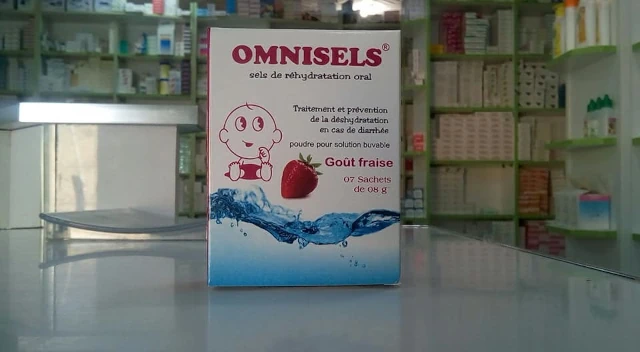 OMNISELS®
sels de réhydratation oral
Traitement et prévention
de la déshydratation
en cas de diarrhée
poudre pour solution buvable
Goût fraise
07 Sachets
de 08 g